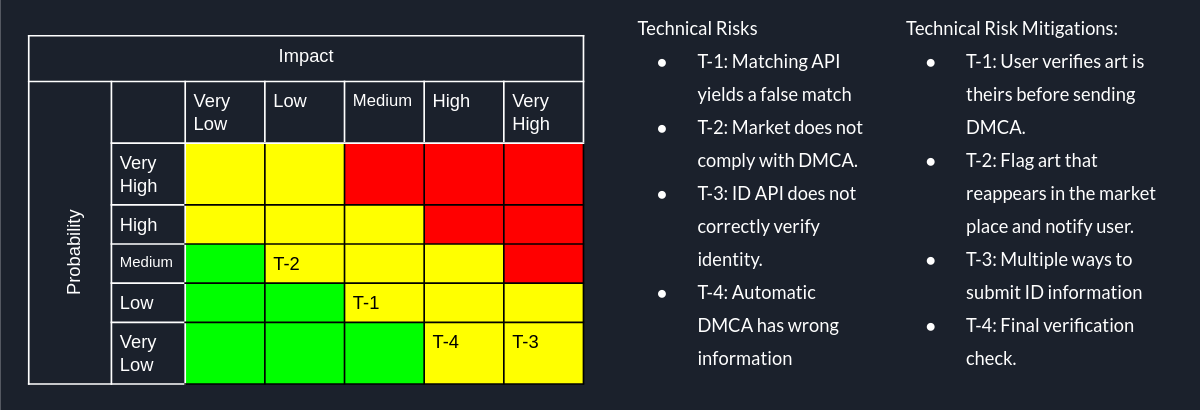 Impact
Very
Low
Low
Medium
High
Very
High
Probability
Very
High
High
Medium
T-2
Low
T-1
Very
Low
T-4
T-3
Technical Risks
● T-1: Matching API
yields a false match
● T-2: Market does not
comply with DMCA.
● T-3: ID API does not
correctly verify
identity.
● T-4: Automatic
DMCA has wrong
information
Technical Risk Mitigations:
● T-1: User verifies art is
theirs before sending
DMCA.
● T-2: Flag art that
reappears in the market
place and notify user.
● T-3: Multiple ways to
submit ID information
● T-4: Final verification
check.